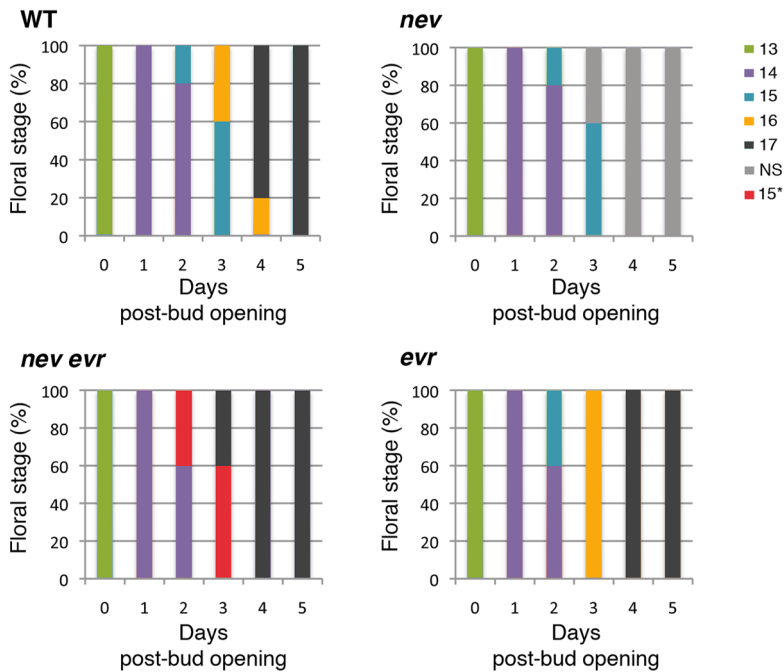 WT
Floral stage (%)
100
80
60
40
20
0
0 1 2 3 4 5
Days
post-bud opening
nev
Floral stage (%)
100
80
60
40
20
0
0 1 2 3 4 5
Days
post-bud opening
13
14
15
16
17
NS
15*
nev evr
Floral stage (%)
100
80
60
40
20
0
0 1 2 3 4 5
Days
post-bud opening
evr
Floral stage (%)
100
80
60
40
20
0
0 1 2 3 4 5
Days
post-bud opening